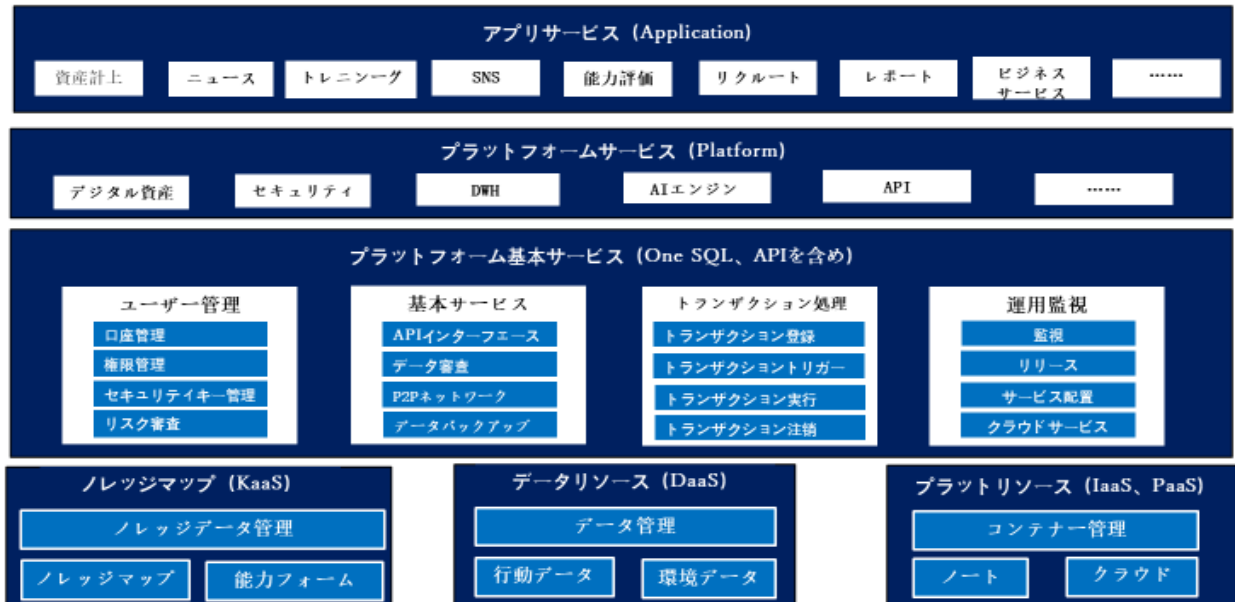 アプリサービス (Application)
資産計上
ニュース
トレニンーグ
SNS
能力評価
リクルート
レポート
ビジネス
サービス
……
プラットフォームサービス (Platform)
デジタル資産
セキュリティ
DWH
AIエンジン
API
……
プラットフォーム基本サービス (One SQL、APIを含め)
ユーザー管理
口座管理
権限管理
セキュリテイキー管理
リスク審査
基本サービス
APIインターフエース
データ審査
P2Pネットワーク
データバックアップ
トランザクション処理
トランザクション登録
トランザクショントリガー
トランザクション実行
トランザクション注销
運用監視
監視
リリース
サービス配置
クラウドサービス
ノレッジマップ (KaaS)
ノレッジデータ管理
ノレッジマップ
能力フォーム
データリソース (DaaS)
データ管理
行動データ
環境データ
プラットリソース (IaaS、PaaS)
コンテナー管理
ノート
クラウド